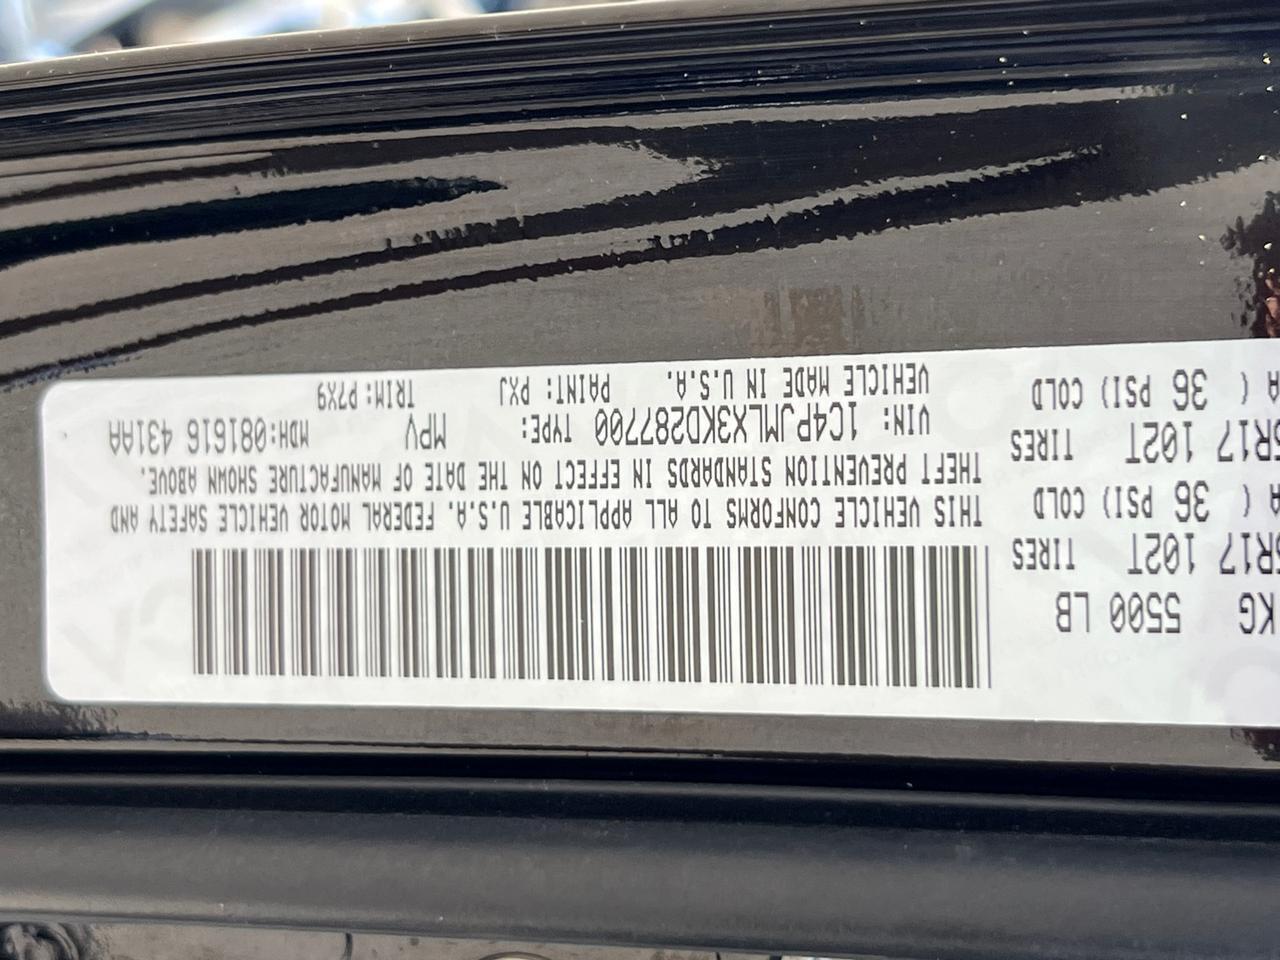 KG 5500 LB
5R17 102T TIRES
A ( 36 PSI) COLD
5R17 102T TIRES
A ( 36 PSI) COLD
THIS VEHICLE CONFORMS TO ALL APPLICABLE U.S.A. FEDERAL MOTOR VEHICLE SAFETY AND
THEFT PREVENTION STANDARDS IN EFFECT ON THE DATE OF MANUFACTURE SHOWN ABOVE.
VIN: 1C4PJMLX3KD287700 TYPE: MPV MDH:081616 431AA
VEHICLE MADE IN U.S.A. PAINT: PXJ TRIM: P7X9